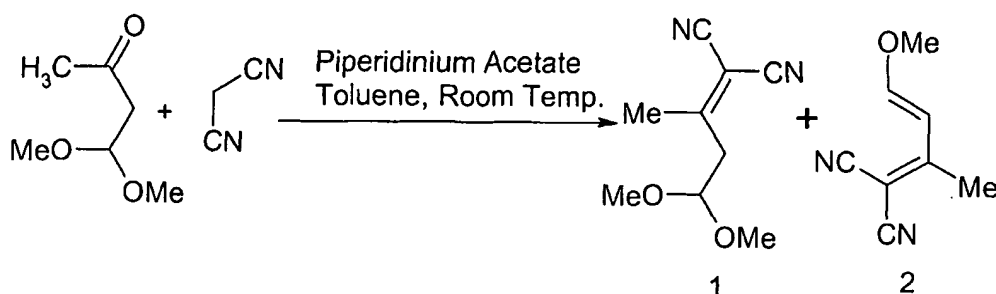 O
H3C
+
CN
CN
MeO
OMe
Piperidinium Acetate
Toluene, Room Temp.
NC
CN
Me
MeO
OMe
1
+
OMe
NC
CN
Me
2